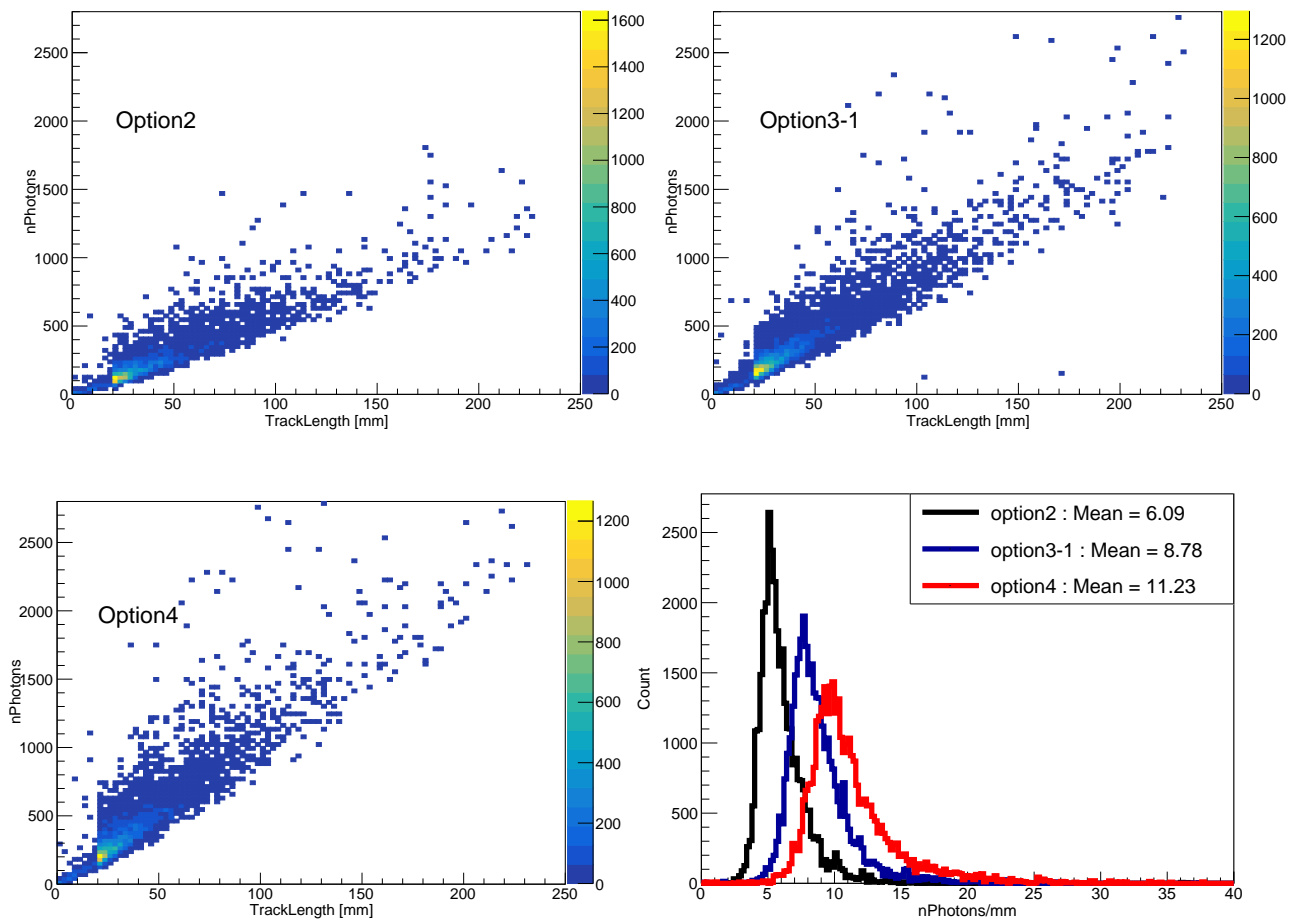 2500
2000
1500
1000
500
0
nPhotons
Option2
0 50 100 150 200 250
TrackLength [mm]
1600
1400
1200
1000
800
600
400
200
0
2500
2000
1500
1000
500
0
nPhotons
Option3-1
0 50 100 150 200 250
TrackLength [mm]
1200
1000
800
600
400
200
0
2500
2000
1500
1000
500
0
nPhotons
Option4
0 50 100 150 200 250
TrackLength [mm]
1200
1000
800
600
400
200
0
2500
2000
1500
1000
500
0
Count
option2 : Mean = 6.09
option3-1 : Mean = 8.78
option4 : Mean = 11.23
0 5 10 15 20 25 30 35 40
nPhotons/mm